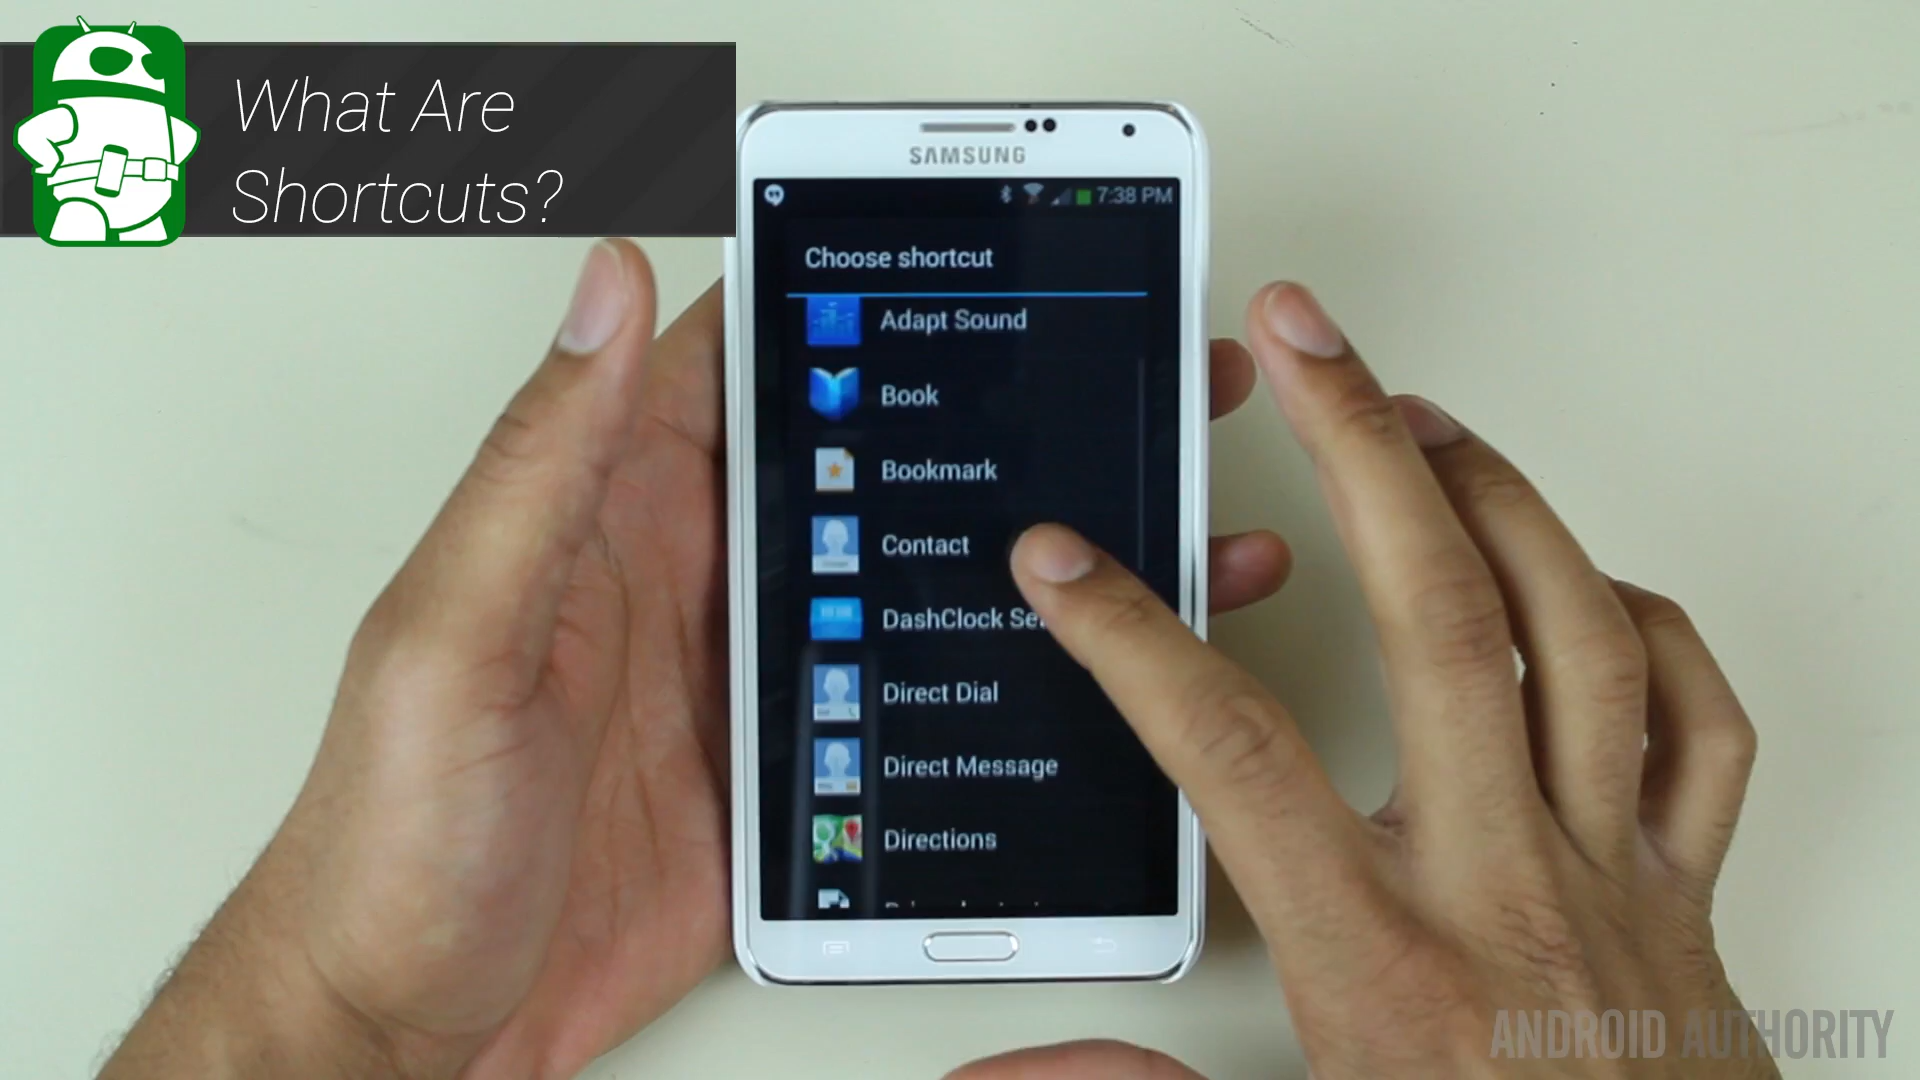 What Are
Shortcuts?
SAMSUNG
7:38 PM
Choose shortcut
Adapt Sound
Book
Bookmark
Contact
DashClock
Direct Dial
Direct Message
Directions
ANDROID AUTHORITY